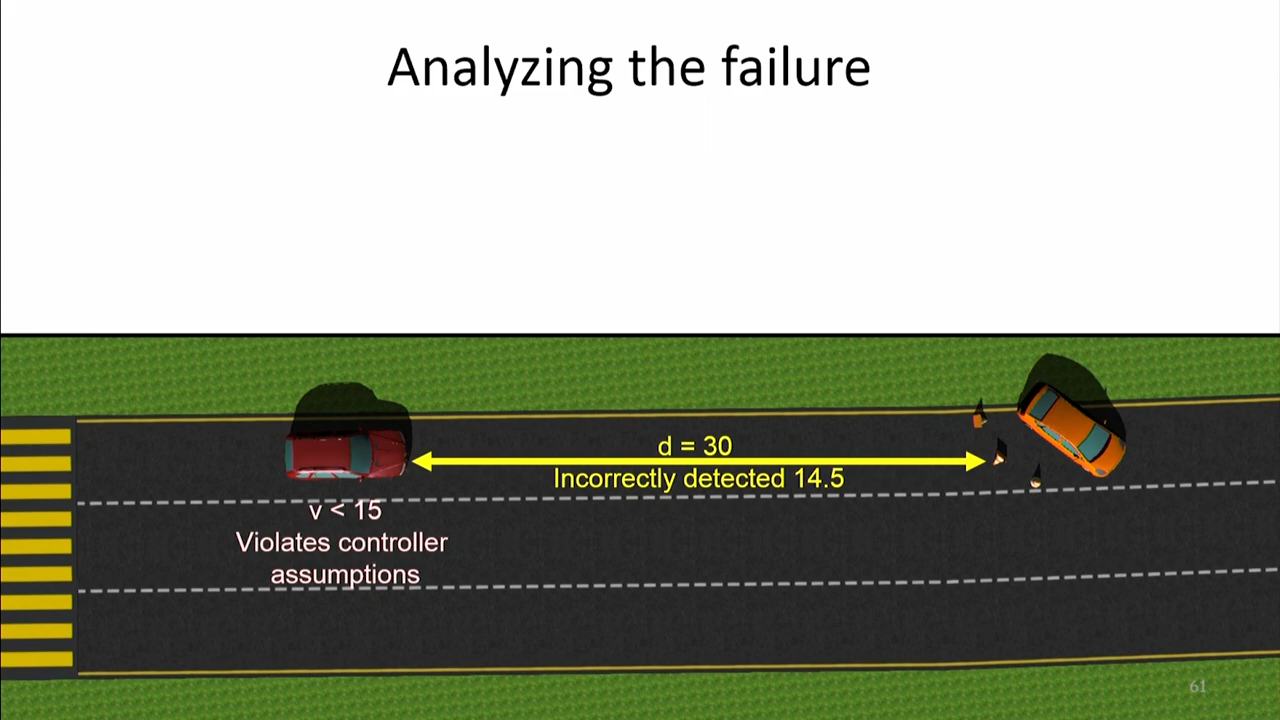 Analyzing the failure
d = 30
Incorrectly detected 14.5
v < 15
Violates controller
assumptions
61